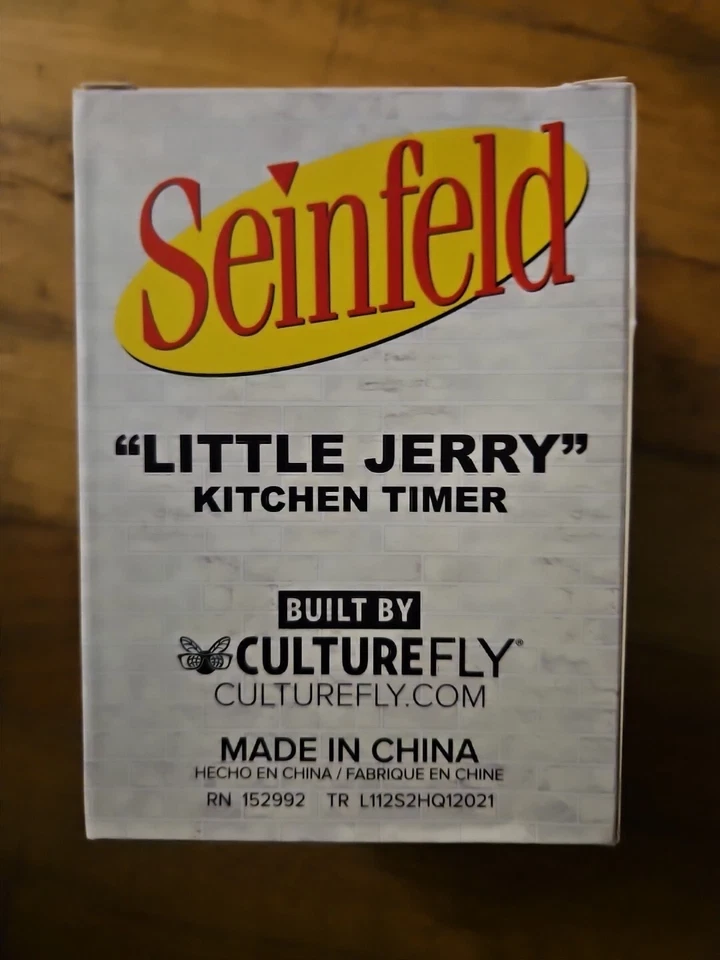 Seinfeld
“LITTLE JERRY”
KITCHEN TIMER
BUILT BY
CULTUREFLY®
CULTUREFLY.COM
MADE IN CHINA
HECHO EN CHINA / FABRIQUE EN CHINE
RN 152992 TR L112S2HQ12021